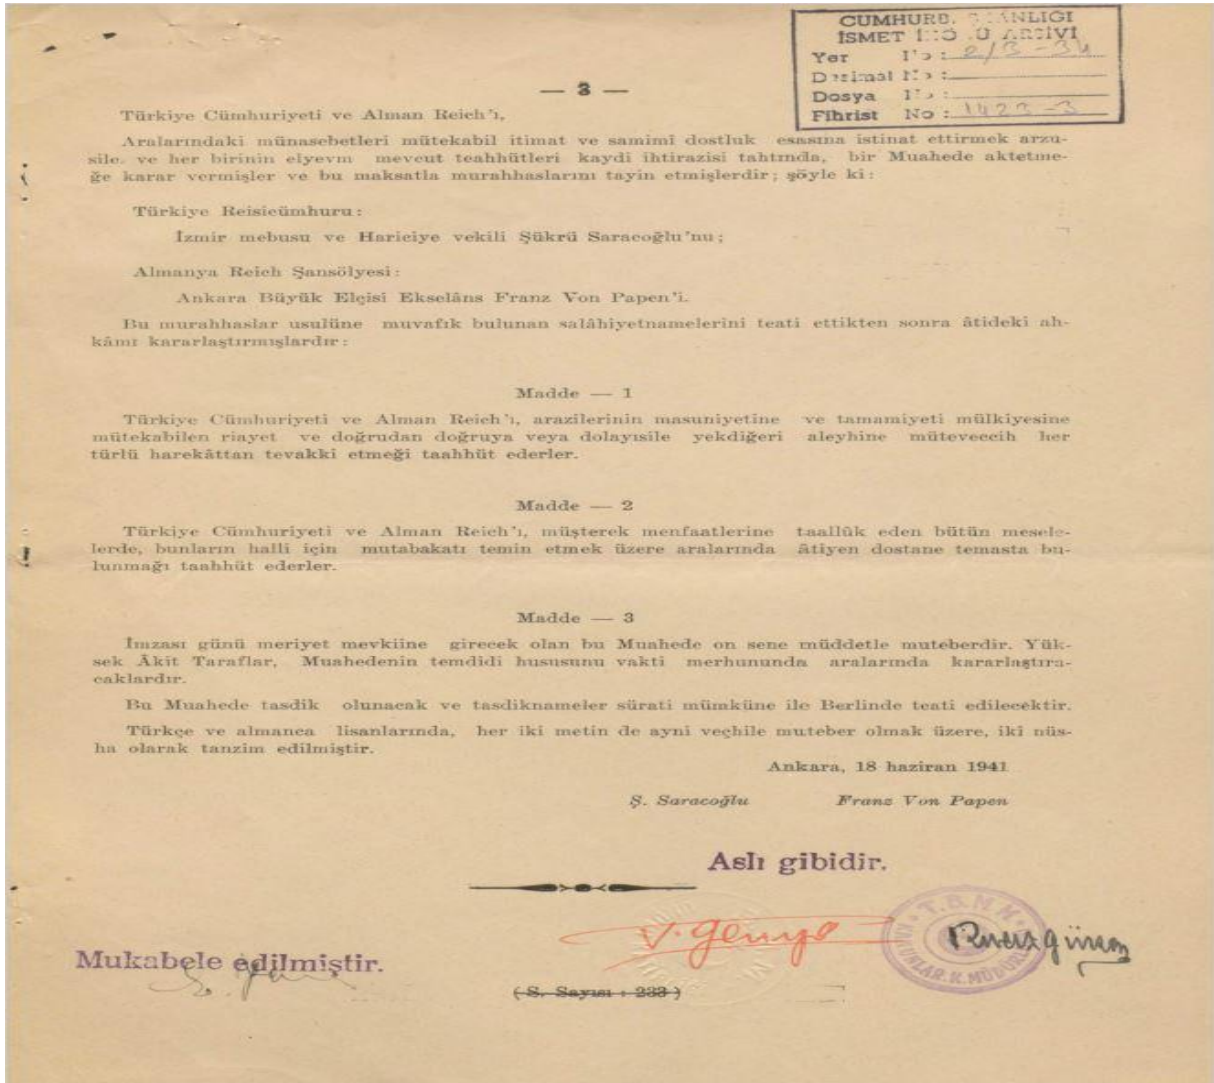 CUMHURB. ŞKANLIĞI
İSMET İNÖNÜ ARŞİVİ
Yer No : 2/3-34
Desimal No :
Dosya No :
Fihrist No : 1423-3
— 3 —
Türkiye Cümhuriyeti ve Alman Reich'ı,
Aralarındaki münasebetleri mütekabil itimat ve samimî dostluk esasına istinat ettirmek arzu-
sile. ve her birinin elyevm mevcut teahhütleri kaydi ihtirazisi tahtında, bir Muahede aktetme-
ğe karar vermişler ve bu maksatla murahhaslarını tayin etmişlerdir; şöyle ki:
Türkiye Reisicümhuru:
İzmir mebusu ve Hariciye vekili Şükrü Saracoğlu'nu;
Almanya Reich Şansölyesi:
Ankara Büyük Elçisi Ekselâns Franz Von Papen'i.
Bu murahhaslar usulüne muvafık bulunan salâhiyetnamelerini teati ettikten sonra âtideki ah-
kâmı kararlaştırmışlardır:
Madde — 1
Türkiye Cümhuriyeti ve Alman Reich'ı, arazilerinin masuniyetine ve tamamiyeti mülkiyesine
mütekabilen riayet ve doğrudan doğruya veya dolayısile yekdiğeri aleyhine müteveccih her
türlü harekâttan tevakki etmeği taahhüt ederler.
Madde — 2
Türkiye Cümhuriyeti ve Alman Reich'ı, müşterek menfaatlerine taallûk eden bütün mesele-
lerde, bunların halli için mutabakatı temin etmek üzere aralarında âtiyen dostane temasta bu-
lunmağı taahhüt ederler.
Madde — 3
İmzası günü meriyet mevkiine girecek olan bu Muahede on sene müddetle muteberdir. Yük-
sek Âkit Taraflar, Muahedenin temdidi hususunu vakti merhununda aralarında kararlaştıra-
caklardır.
Bu Muahede tasdik olunacak ve tasdiknameler sürati mümküne ile Berlinde teati edilecektir.
Türkçe ve almanca lisanlarında, her iki metin de ayni veçhile muteber olmak üzere, iki nüs-
ha olarak tanzim edilmiştir.
Ankara, 18 haziran 1941
Ş. Saracoğlu Franz Von Papen
Aslı gibidir.
Mukabele edilmiştir.
(S. Sayısı : 233)